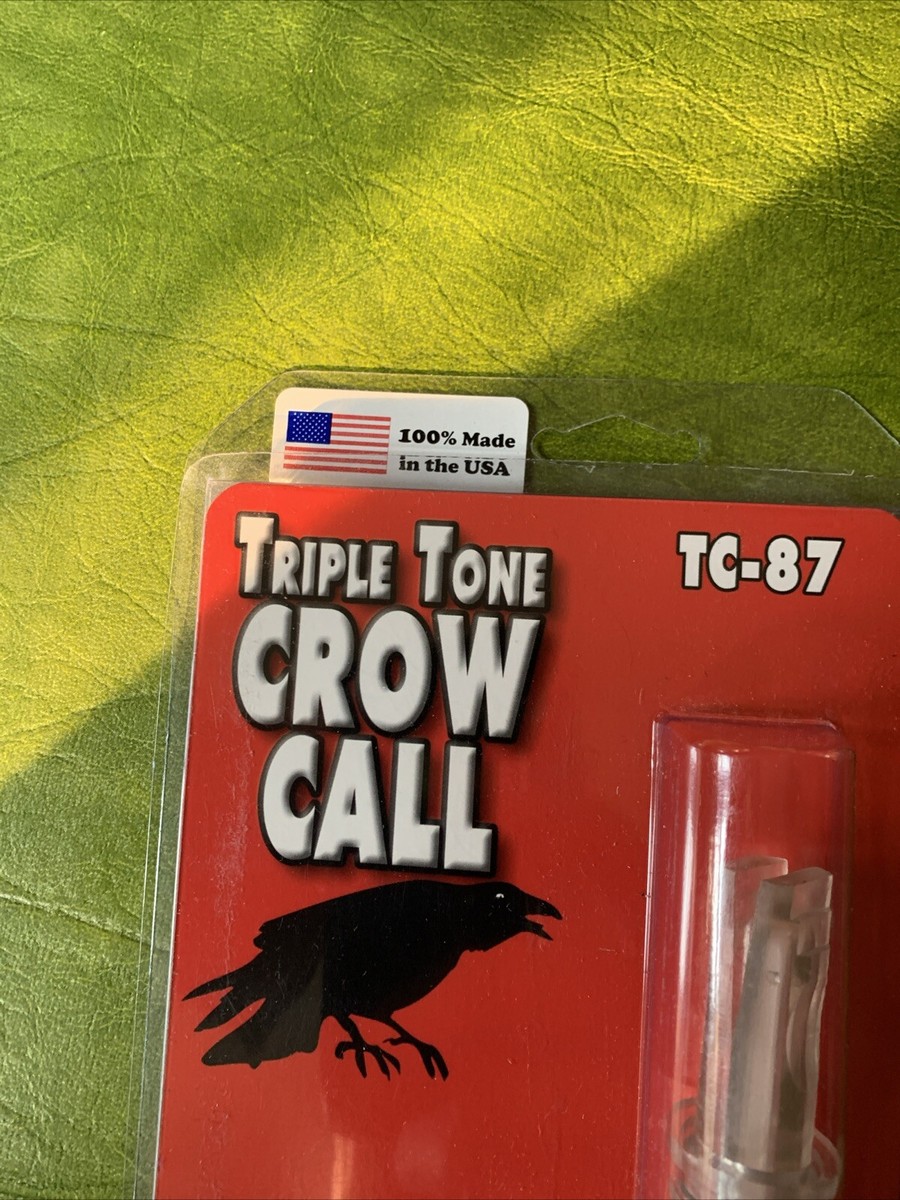 100% Made
in the USA
TRIPLE TONE
CROW
CALL
TC-87